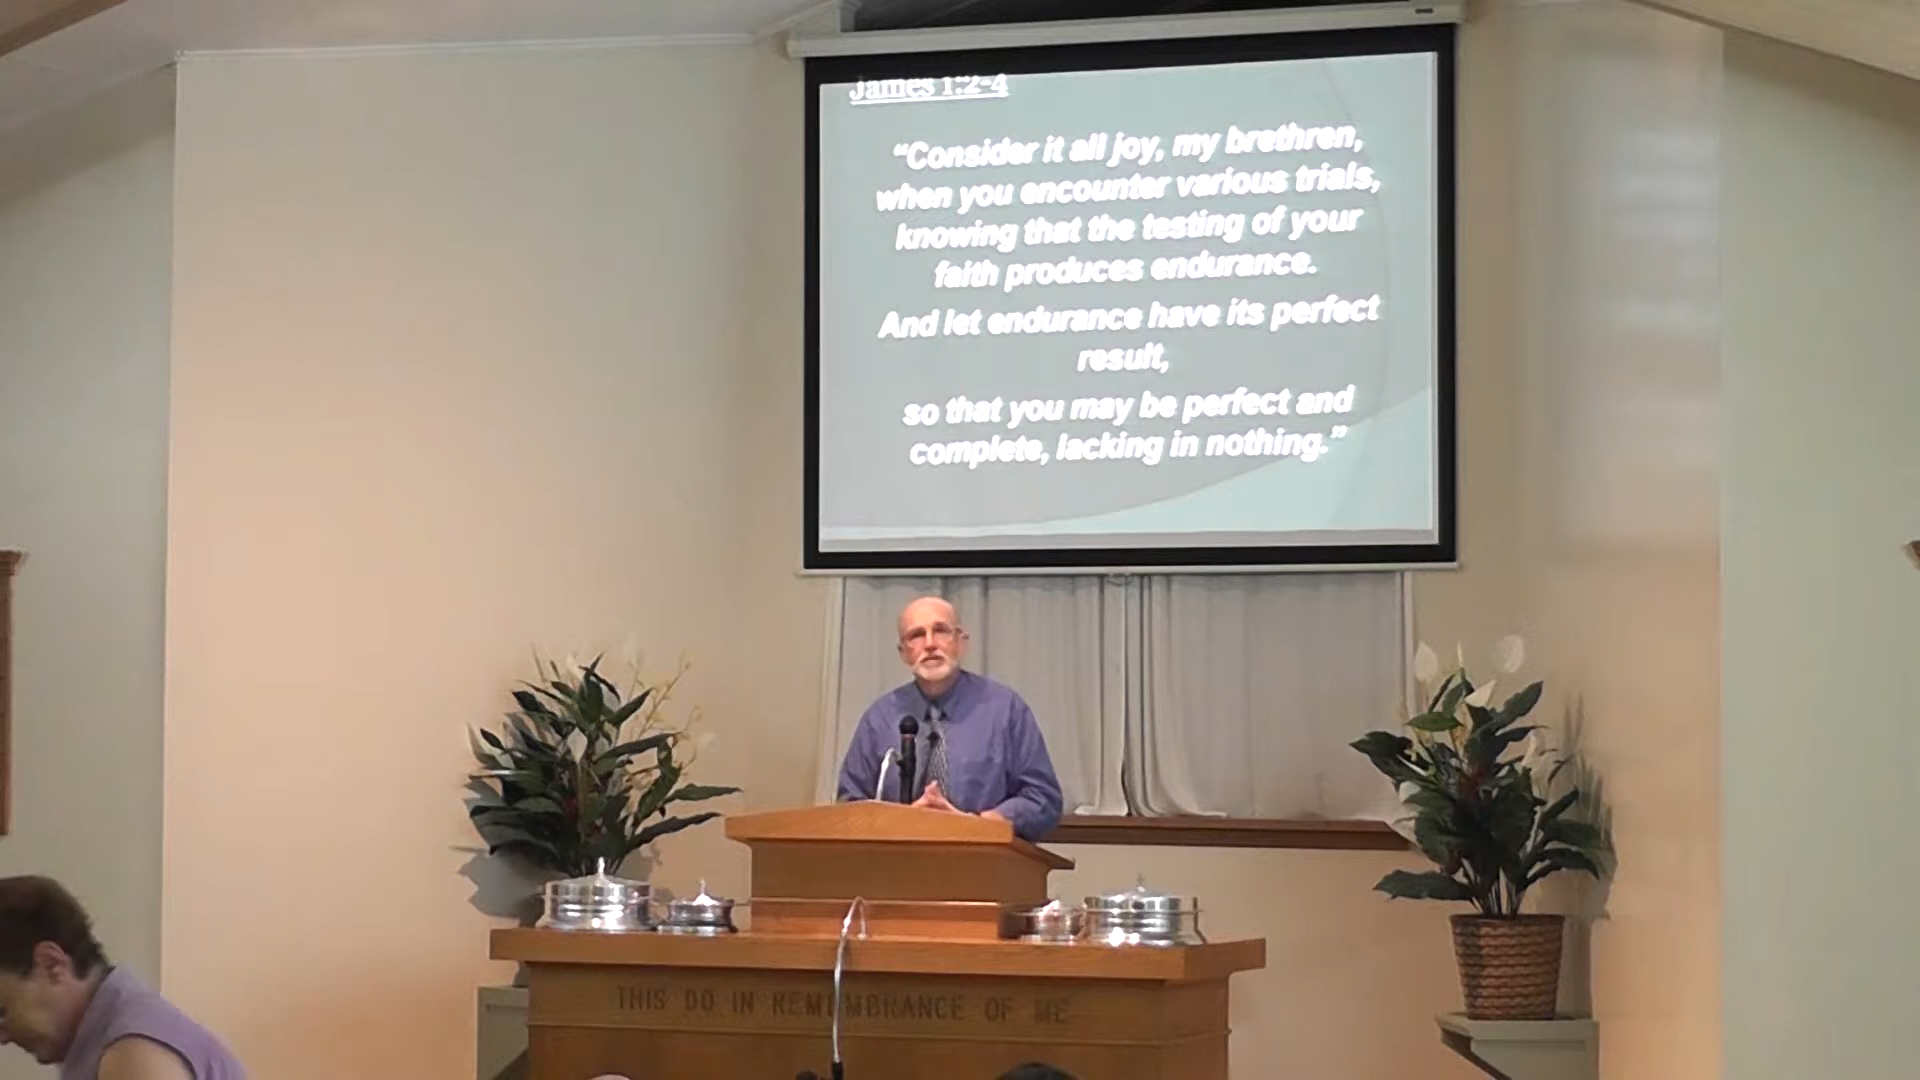 James 1:2-4
“Consider it all joy, my brethren,
when you encounter various trials,
knowing that the testing of your
faith produces endurance.
And let endurance have its perfect
result,
so that you may be perfect and
complete, lacking in nothing.”
THIS DO IN REMEMBRANCE OF ME